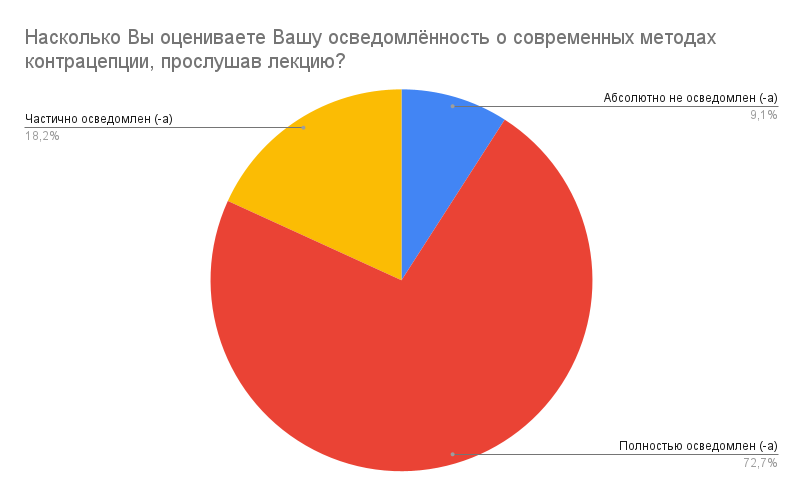 Насколько Вы оцениваете Вашу осведомлённость о современных методах
контрацепции, прослушав лекцию?
Абсолютно не осведомлен (-а)
9,1%
Частично осведомлен (-а)
18,2%
Полностью осведомлен (-а)
72,7%